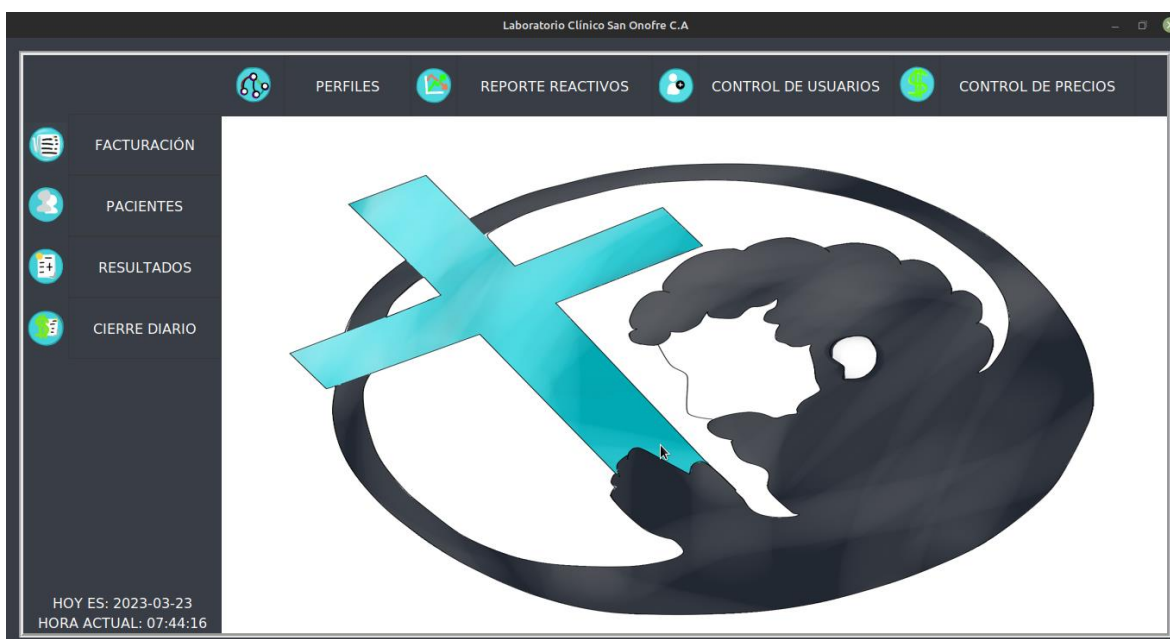 Laboratorio Clínico San Onofre C.A
PERFILES
REPORTE REACTIVOS
CONTROL DE USUARIOS
CONTROL DE PRECIOS
FACTURACIÓN
PACIENTES
RESULTADOS
CIERRE DIARIO
HOY ES: 2023-03-23
HORA ACTUAL: 07:44:16